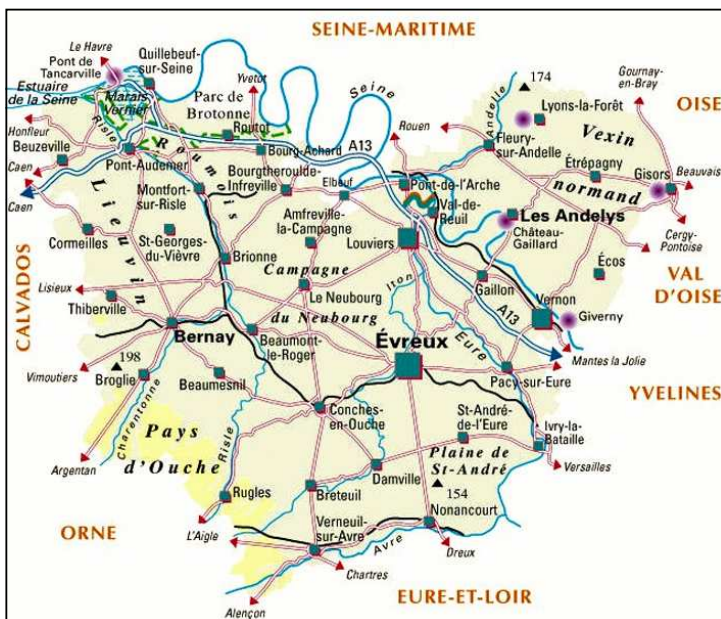 SEINE-MARITIME
Le Havre
Pont de
Tancarville
Quillebeuf-
sur-Seine
Estuaire
de la Seine
Marais
Vernier
Parc de
Brotonne
Yvetot
Seine
174
Gournay-
en-Bray
Lyons-la-Forêt
OISE
Honfleur
Beuzeville
Risle
Routot
Bourg-Achard
A13
Rouen
Andelle
Fleury-
sur-Andelle
Vexin
normand
Étrépagny
Gisors
Beauvais
Caen
Caen
Pont-Audemer
Roumois
Bourgtheroulde-
Infreville
Elbeuf
Pont-de-l'Arche
Val-de-
Reuil
Les Andelys
Château-
Gaillard
Cergy-
Pontoise
Lieuvin
Montfort-
sur-Risle
Amfreville-
la-Campagne
Louviers
Cormeilles
St-Georges-
du-Vièvre
Brionne
Campagne
du Neubourg
Le Neubourg
Iton
Gaillon
Écos
VAL
D'OISE
CALVADOS
Lisieux
Thiberville
Bernay
Beaumont-
le-Roger
Évreux
Eure
A13
Vernon
Giverny
Mantes la Jolie
198
Vimoutiers
Broglie
Beaumesnil
Pacy-sur-Eure
YVELINES
Charentonne
Conches-
en-Ouche
St-André-
de-l'Eure
Ivry-la-
Bataille
Pays
d'Ouche
Risle
Plaine de
St-André
Versailles
Argentan
Damville
154
Rugles
Breteuil
Nonancourt
ORNE
L'Aigle
Verneuil-
sur-Avre
Avre
Dreux
Chartres
Alençon
EURE-ET-LOIR